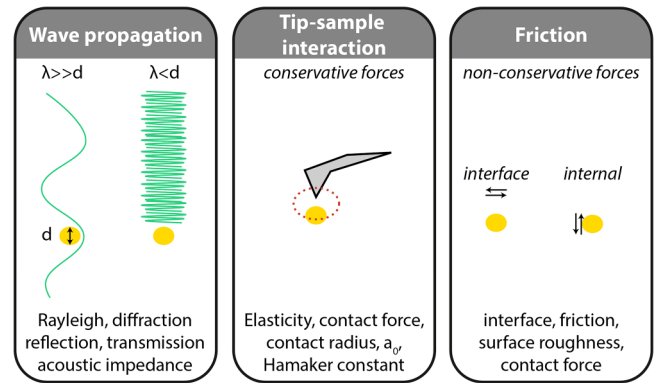 Wave propagation
λ>>d
λ<d
d
Rayleigh, diffraction
reflection, transmission
acoustic impedance
Tip-sample
interaction
conservative forces
Elasticity, contact force,
contact radius, a₀,
Hamaker constant
Friction
non-conservative forces
interface
internal
interface, friction,
surface roughness,
contact force